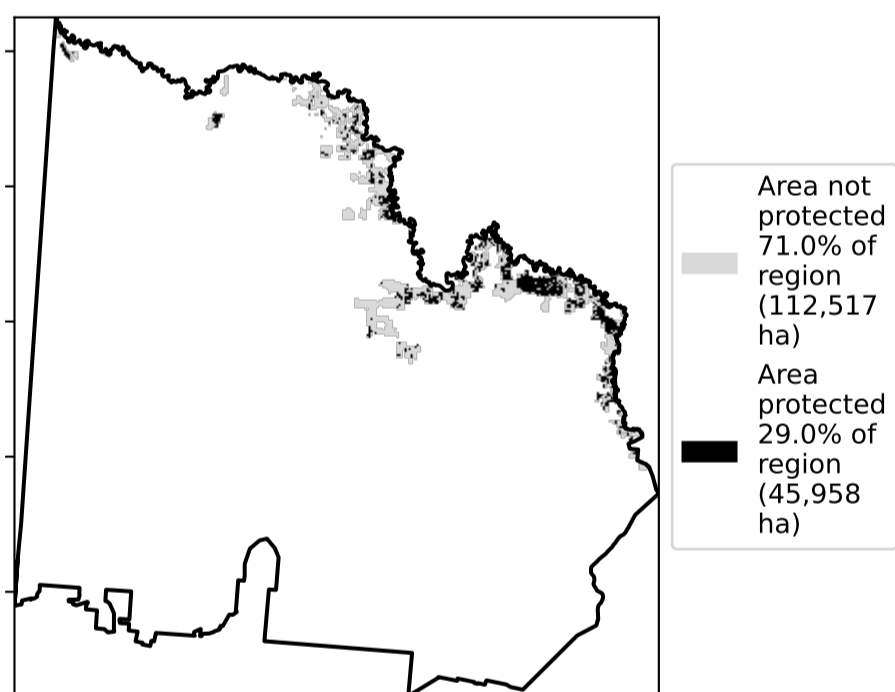 Area not
protected
71.0% of
region
(112,517
ha)
Area
protected
29.0% of
region
(45,958
ha)